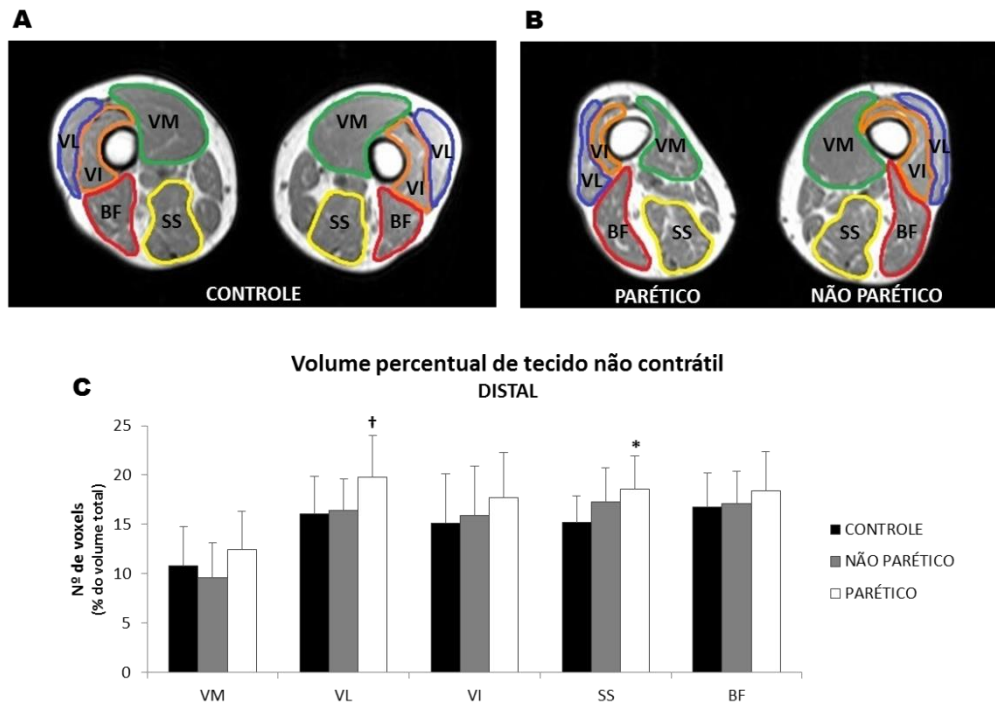 A
B
VM
VL
VI
BF
SS
VM
VL
VI
BF
SS
CONTROLE
VI
VL
VM
BF
SS
VM
VL
VI
SS
BF
PARÉTICO
NÃO PARÉTICO
C
Volume percentual de tecido não contrátil
DISTAL
Nº de voxels
(% do volume total)
25
20
15
10
5
0
†
*
VM
VL
VI
SS
BF
CONTROLE
NÃO PARÉTICO
PARÉTICO